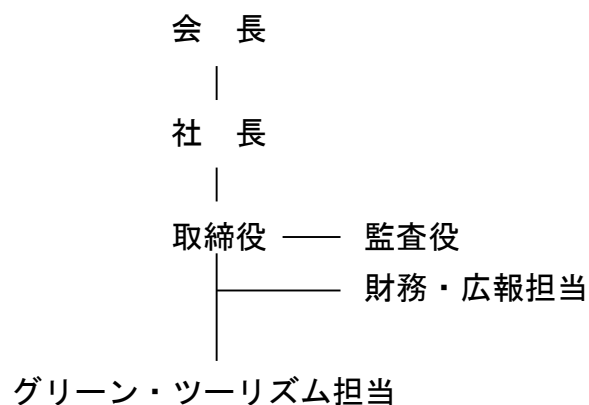 会　長
社　長
取締役 監査役
財務・広報担当
グリーン・ツーリズム担当